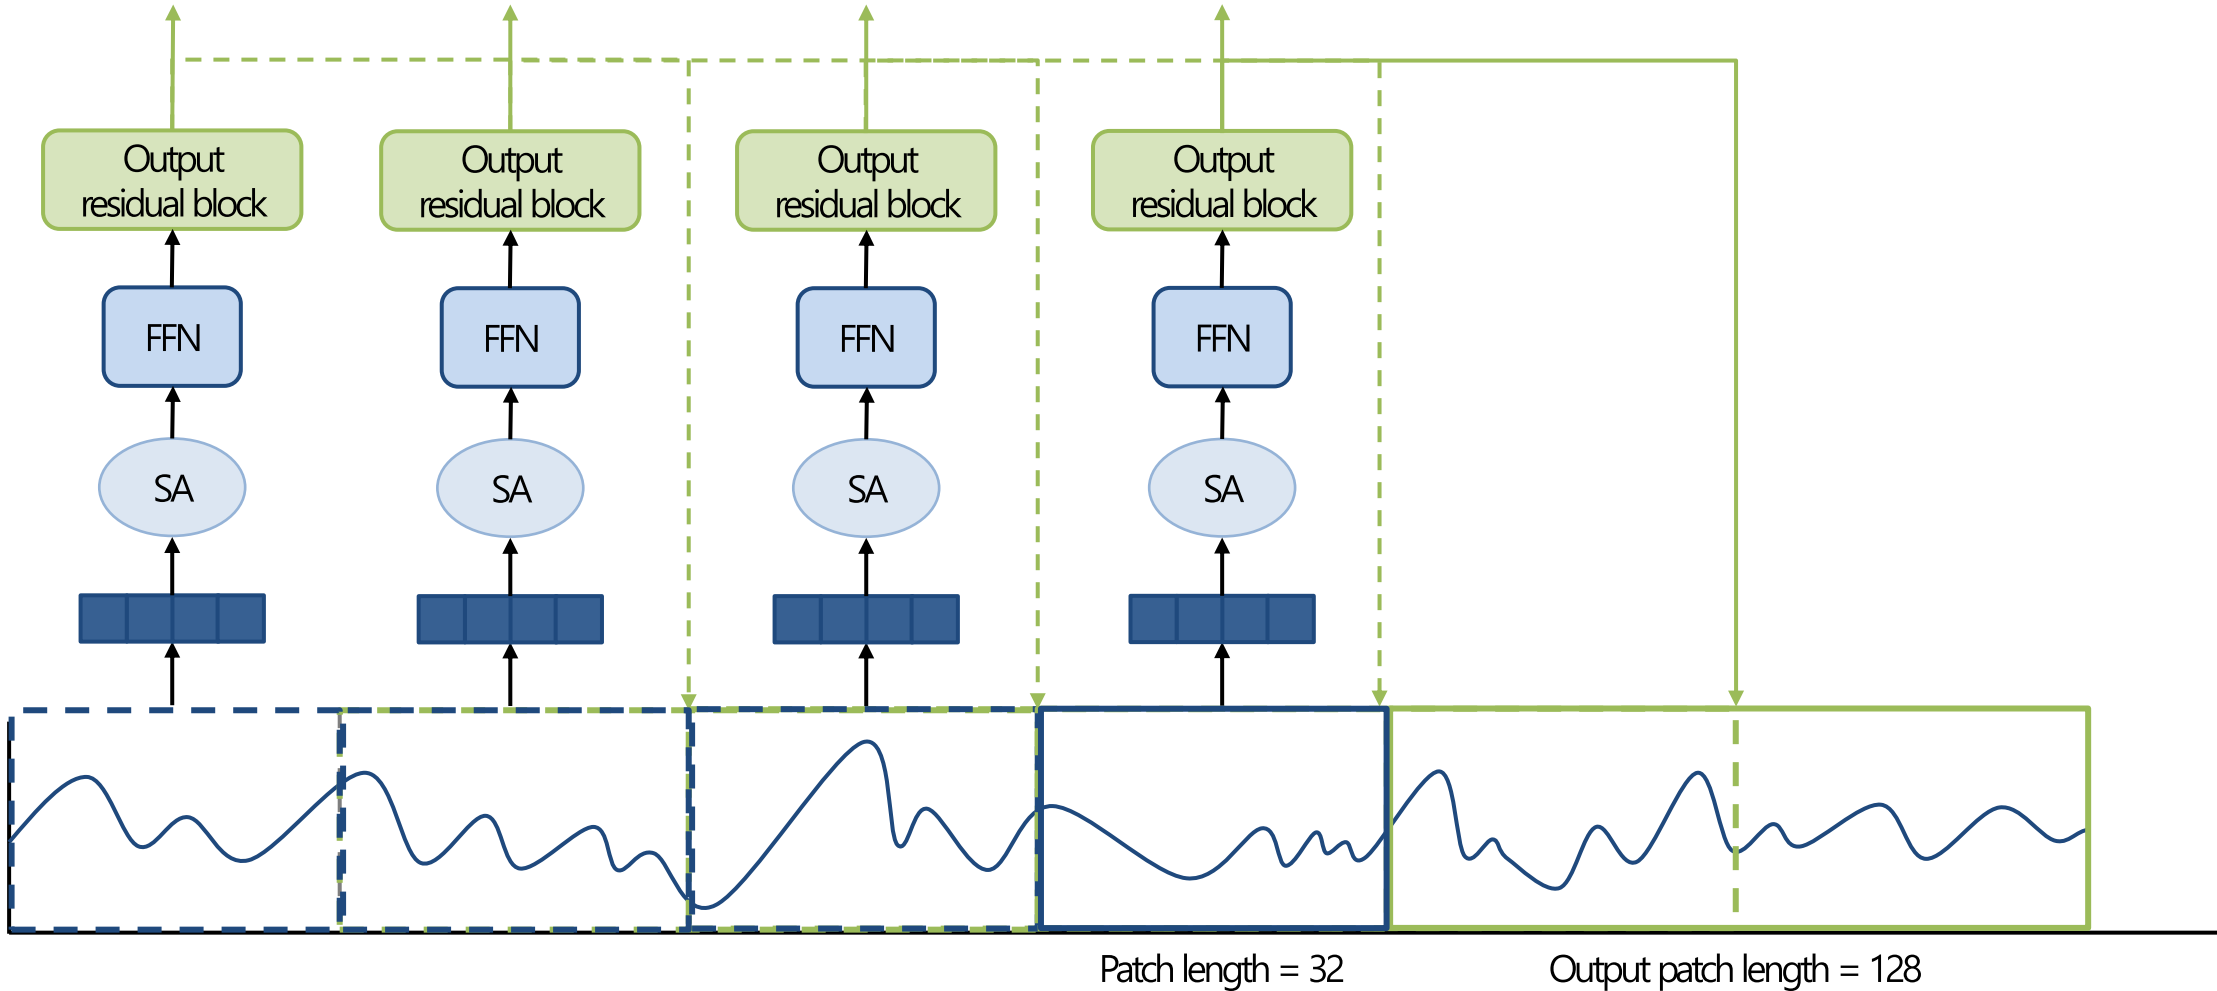 Output
residual block
Output
residual block
Output
residual block
Output
residual block
FFN
FFN
FFN
FFN
SA
SA
SA
SA
Patch length = 32
Output patch length = 128